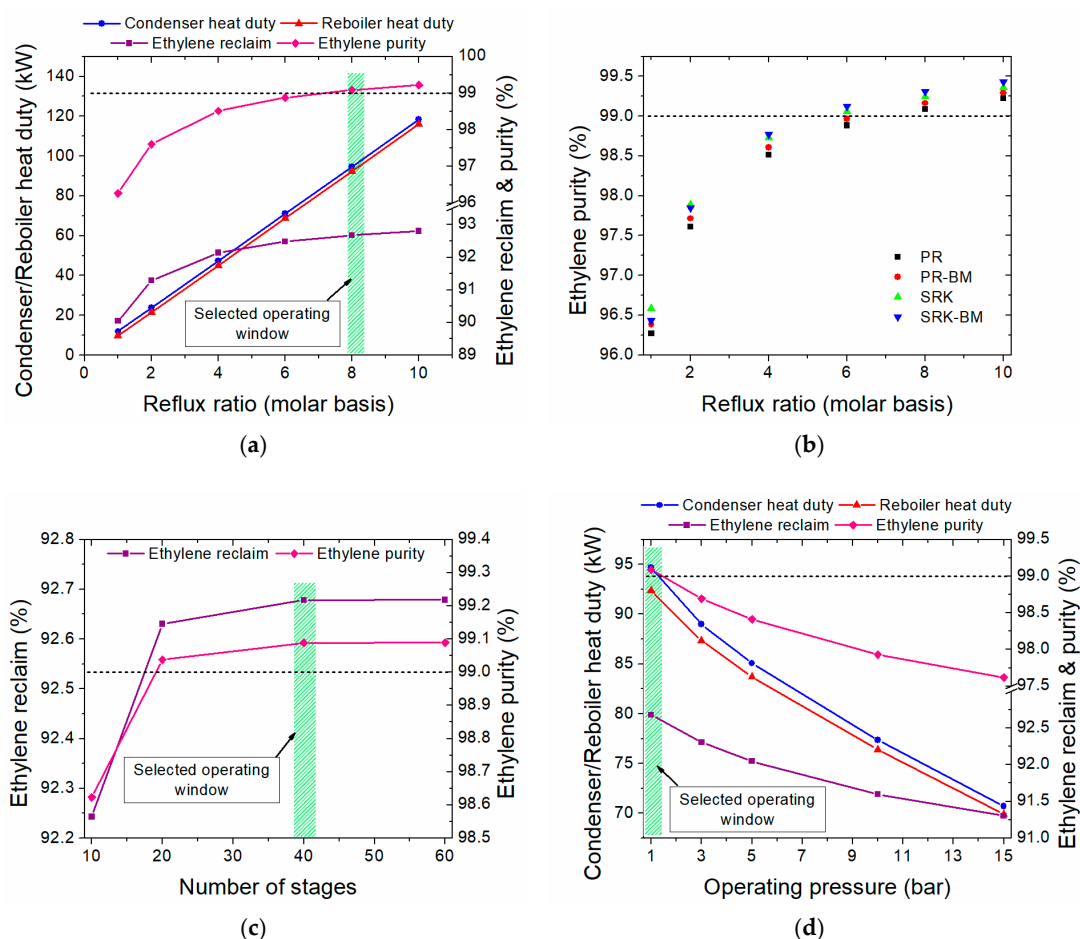 Condenser heat duty Reboiler heat duty
Ethylene reclaim Ethylene purity
Condenser/Reboiler heat duty (kW)
140
120
100
80
60
40
20
0
100
99
98
97
96
93
92
91
90
89
Ethylene reclaim & purity (%)
Selected operating
window
0 2 4 6 8 10
Reflux ratio (molar basis)
(a)
Ethylene purity (%)
99.5
99.0
98.5
98.0
97.5
97.0
96.5
96.0
PR
PR-BM
SRK
SRK-BM
2 4 6 8 10
Reflux ratio (molar basis)
(b)
Ethylene reclaim (%)
92.8
92.7
92.6
92.5
92.4
92.3
92.2
Ethylene reclaim Ethylene purity
99.4
99.3
99.2
99.1
99.0
98.9
98.8
98.7
98.6
98.5
Ethylene purity (%)
Selected operating
window
10 20 30 40 50 60
Number of stages
(c)
Condenser heat duty Reboiler heat duty
Ethylene reclaim Ethylene purity
Condenser/Reboiler heat duty (kW)
95
90
85
80
75
70
99.5
99.0
98.5
98.0
97.5
92.5
92.0
91.5
91.0
Ethylene reclaim & purity (%)
Selected operating
window
1 3 5 7 9 11 13 15
Operating pressure (bar)
(d)